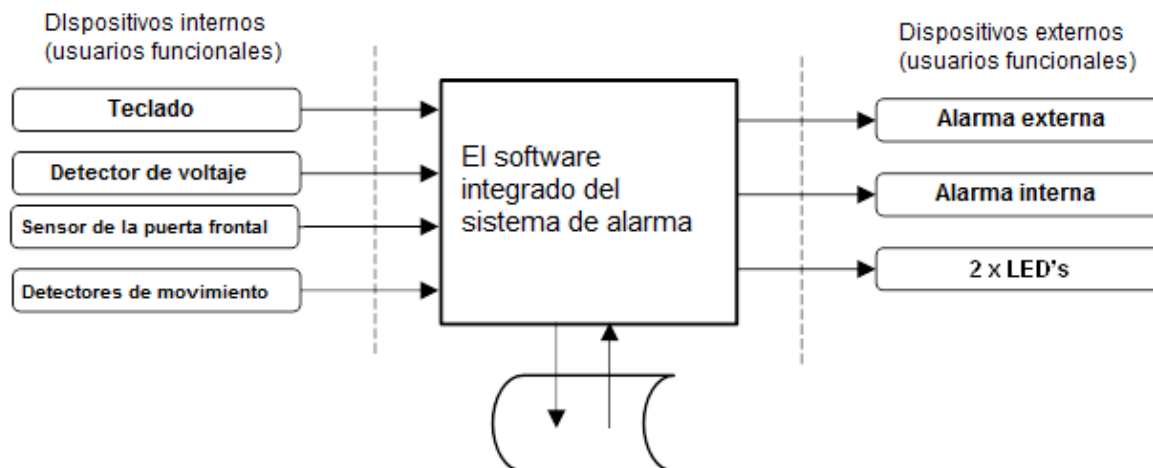 DIspositivos internos
(usuarios funcionales)
Teclado
Detector de voltaje
Sensor de la puerta frontal
Detectores de movimiento
El software
integrado del
sistema de alarma
Dispositivos externos
(usuarios funcionales)
Alarma externa
Alarma interna
2 x LED's